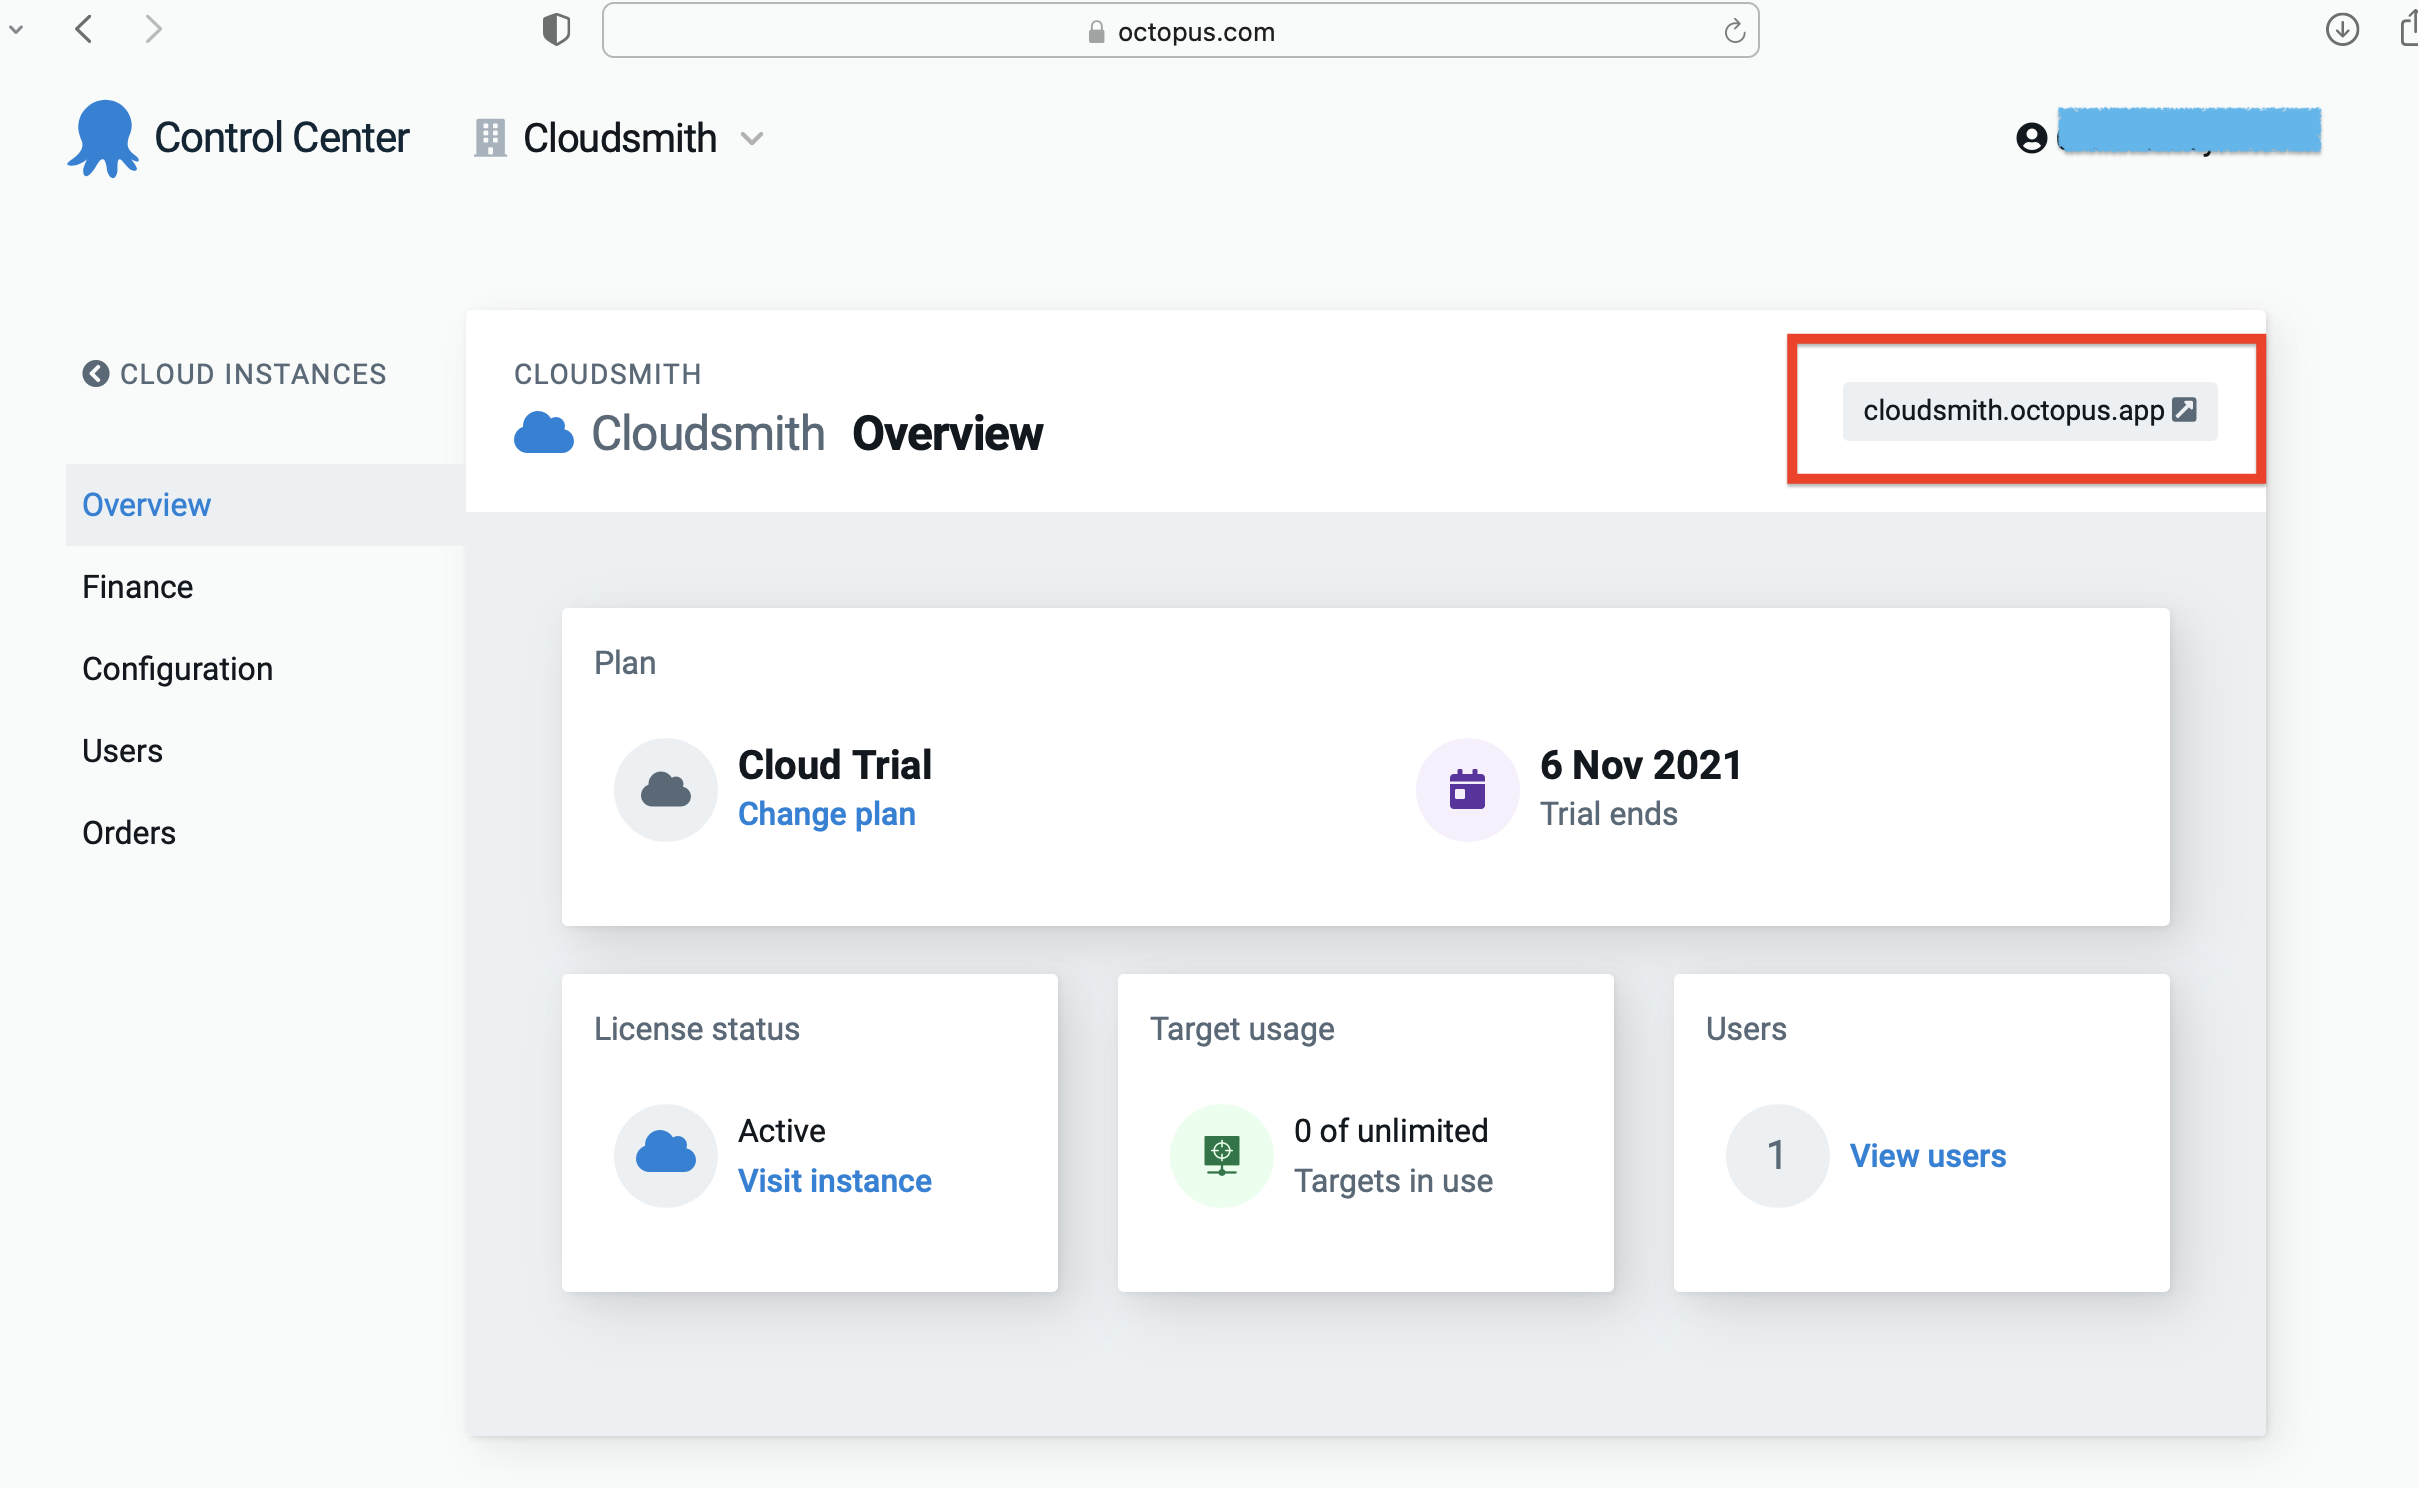 octopus.com
Control Center
Cloudsmith
CLOUD INSTANCES
Overview
Finance
Configuration
Users
Orders
CLOUDSMITH
Cloudsmith Overview
cloudsmith.octopus.app
Plan
Cloud Trial
Change plan
6 Nov 2021
Trial ends
License status
Active
Visit instance
Target usage
0 of unlimited
Targets in use
Users
1
View users